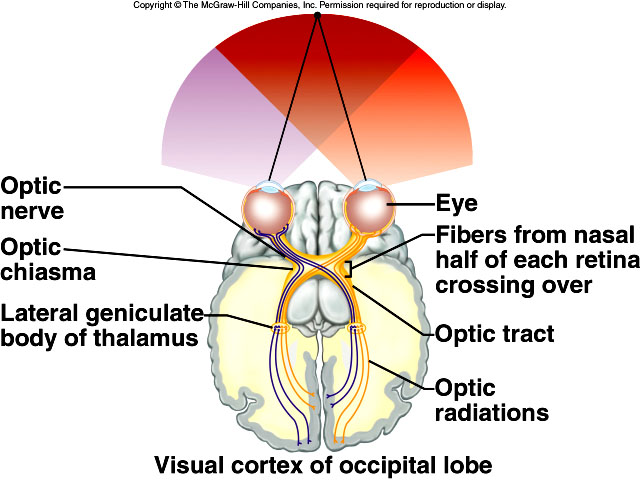 Copyright © The McGraw-Hill Companies, Inc. Permission required for reproduction or display.
Optic
nerve
Optic
chiasma
Lateral geniculate
body of thalamus
Eye
Fibers from nasal
half of each retina
crossing over
Optic tract
Optic
radiations
Visual cortex of occipital lobe